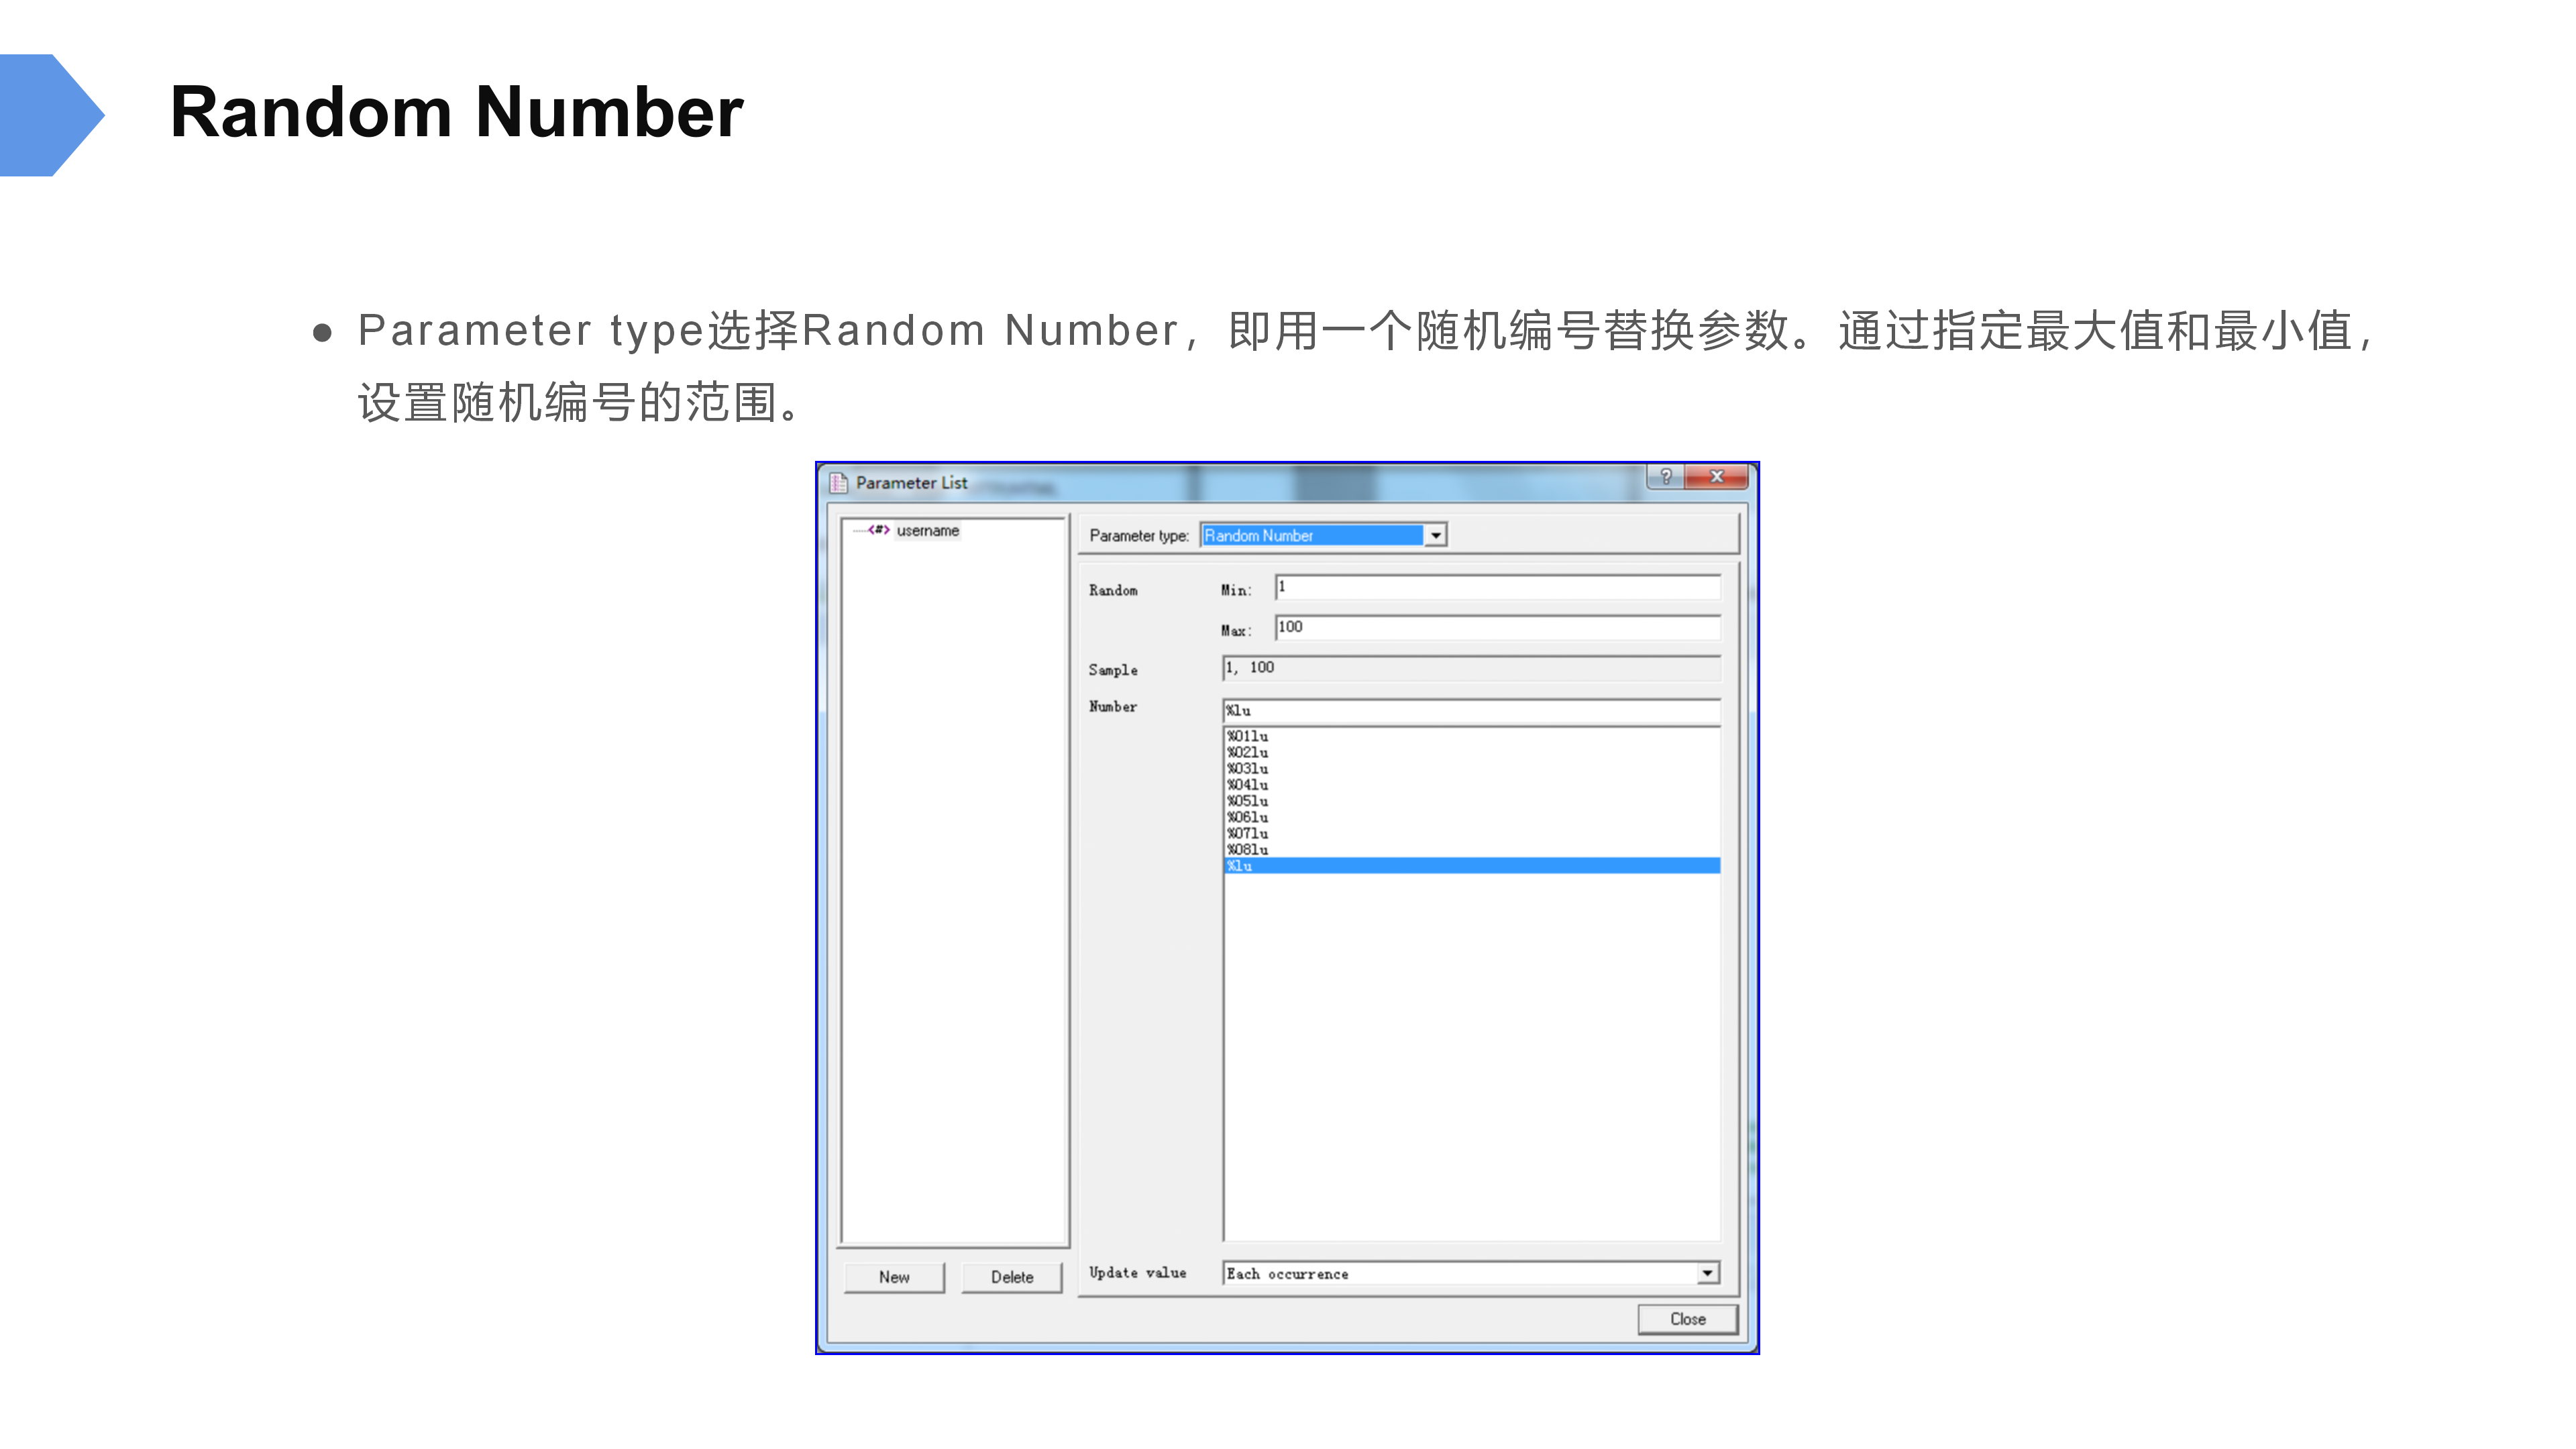 Random Number
● Parameter type选择Random Number，即用一个随机编号替换参数。通过指定最大值和最小值，
设置随机编号的范围。
Parameter List
<#> username
Parameter type: Random Number
Random Min: 1
Max: 100
Sample 1, 100
Number %lu
%01lu
%02lu
%03lu
%04lu
%05lu
%06lu
%07lu
%08lu
%lu
Update value Each occurrence
New Delete
Close